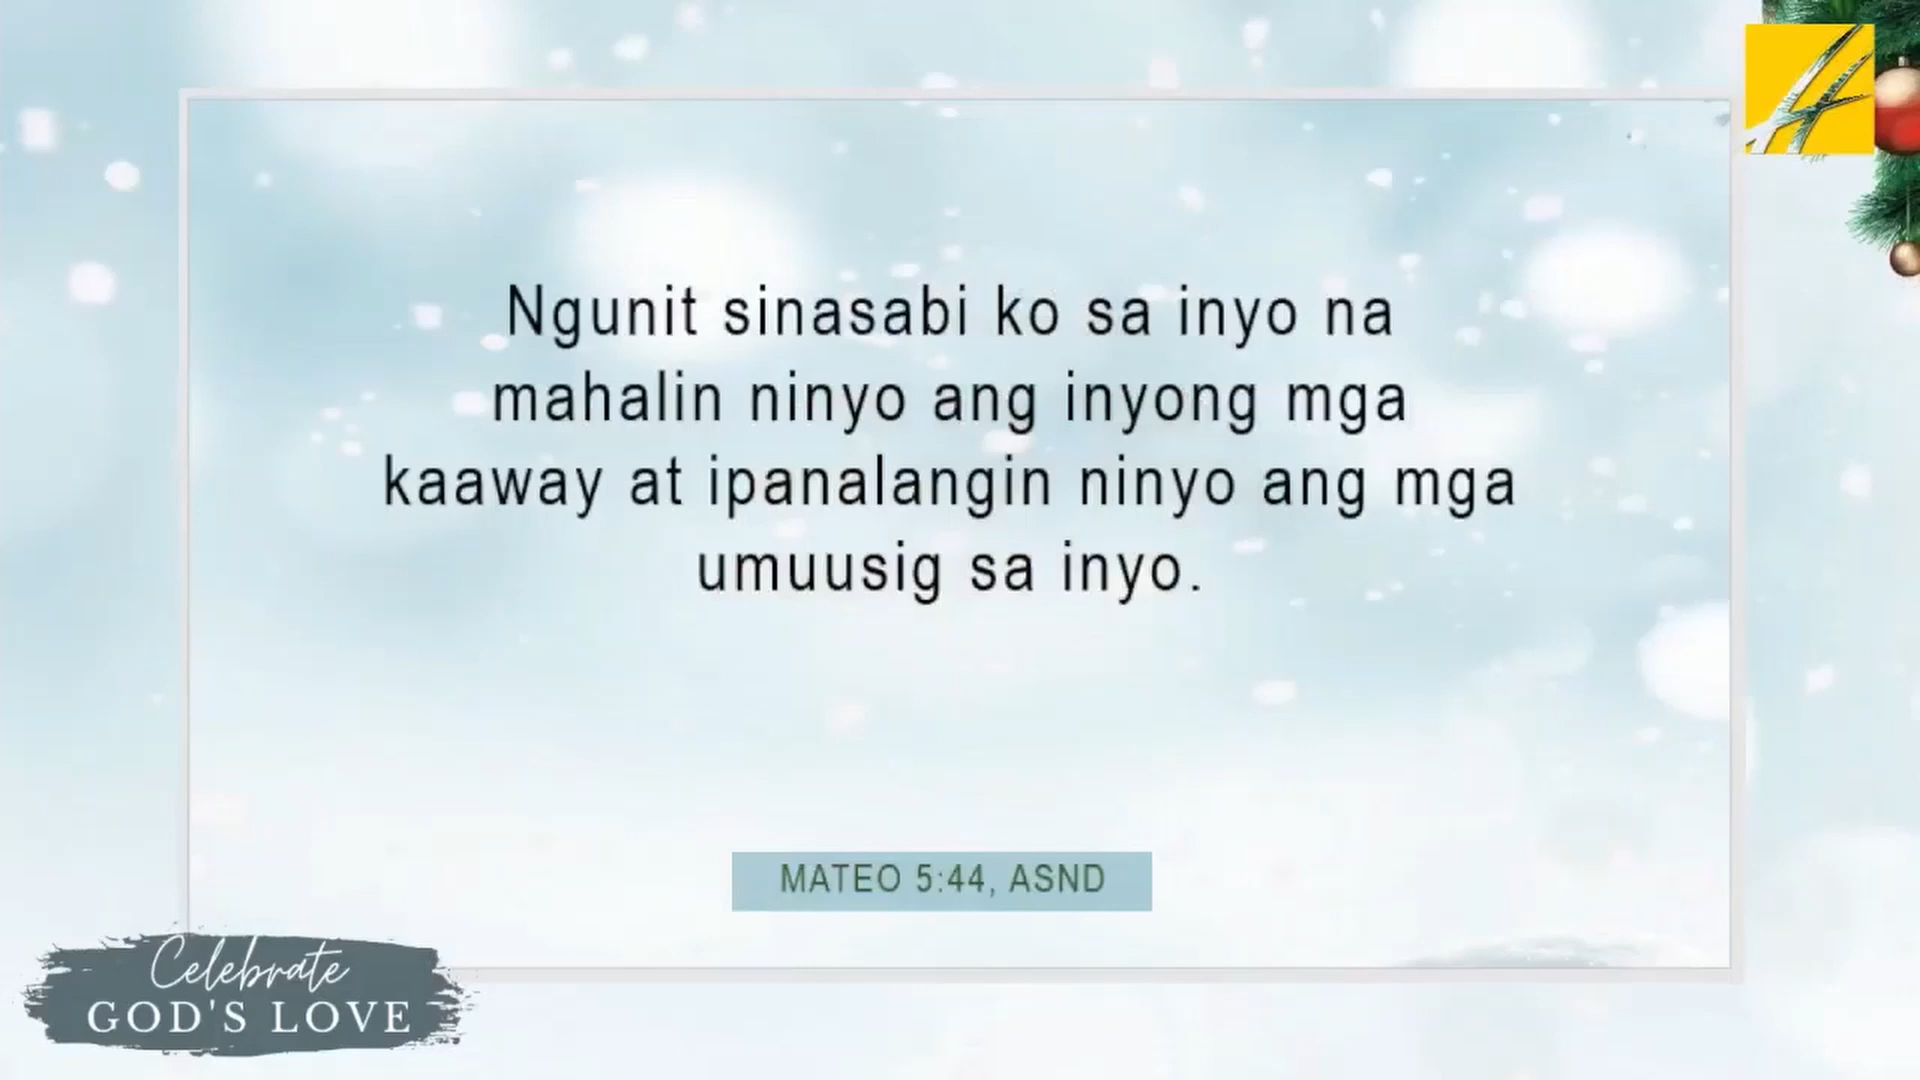 Ngunit sinasabi ko sa inyo na
mahalin ninyo ang inyong mga
kaaway at ipanalangin ninyo ang mga
umuusig sa inyo.
MATEO 5:44, ASND
Celebrate
GOD'S LOVE